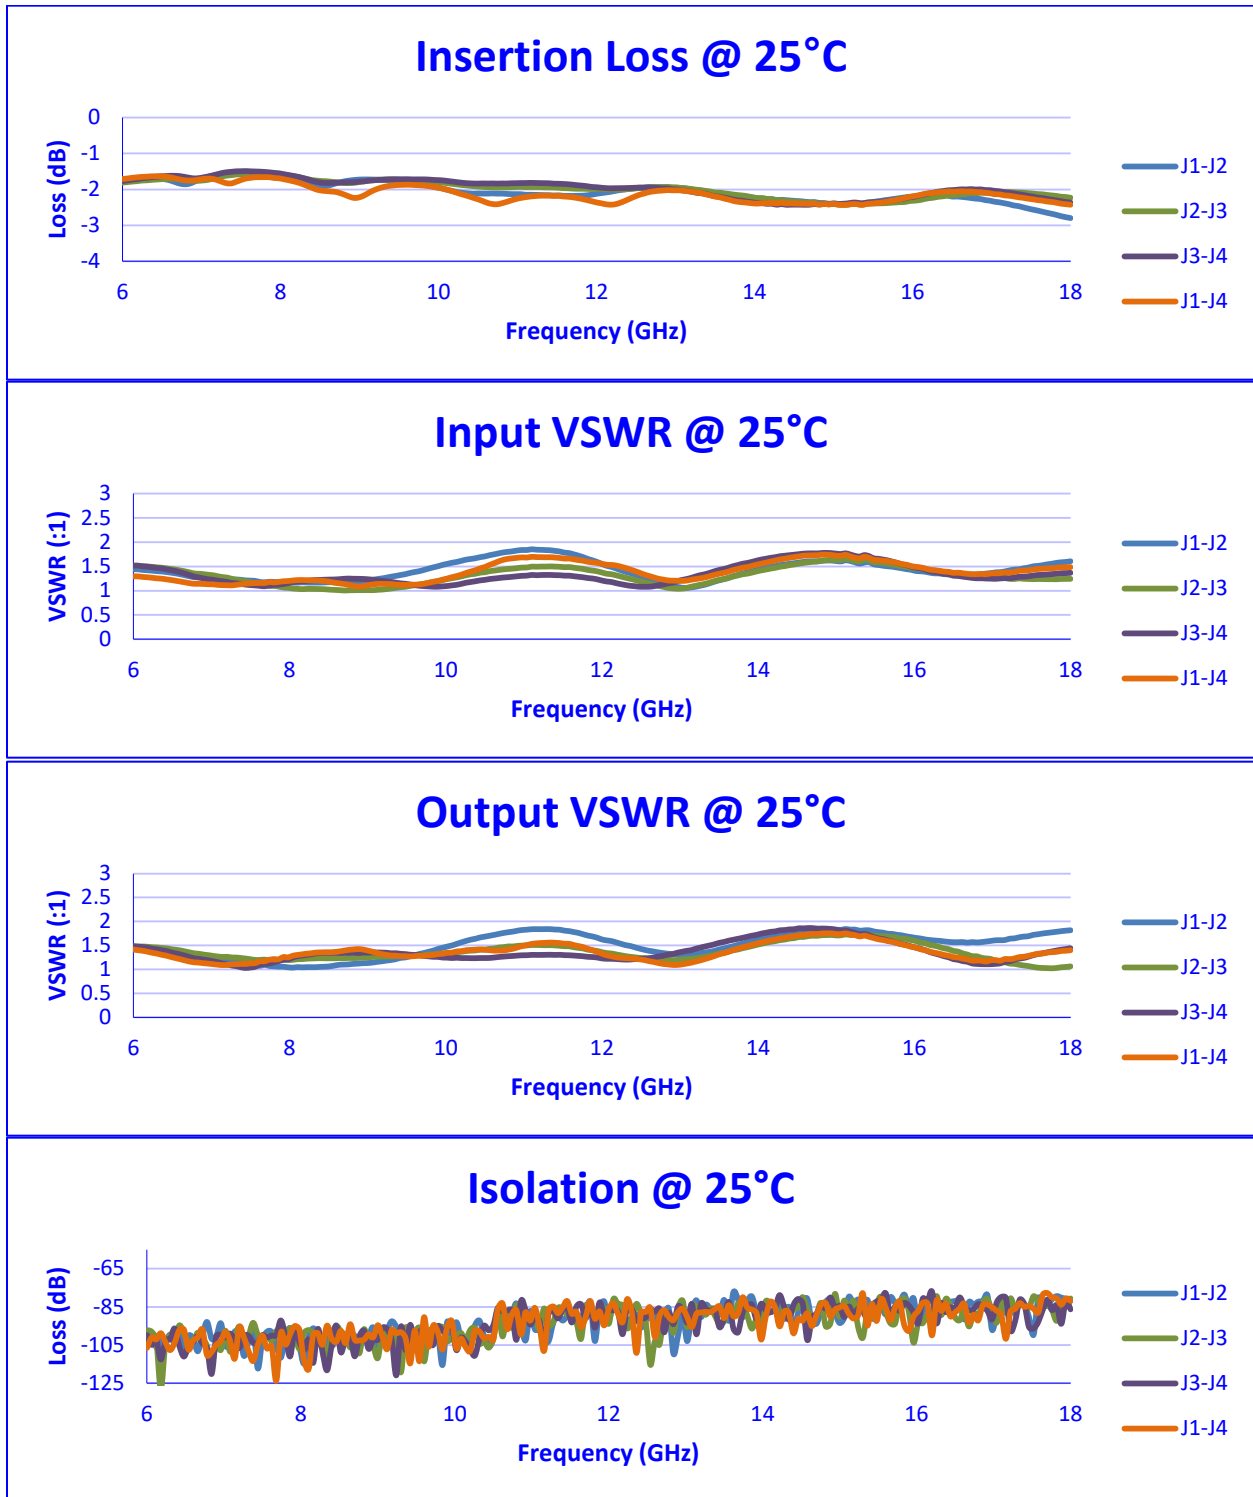 Insertion Loss @ 25°C
Loss (dB)
0
-1
-2
-3
-4
6 8 10 12 14 16 18
Frequency (GHz)
J1-J2
J2-J3
J3-J4
J1-J4
Input VSWR @ 25°C
VSWR (:1)
3
2.5
2
1.5
1
0.5
0
6 8 10 12 14 16 18
Frequency (GHz)
J1-J2
J2-J3
J3-J4
J1-J4
Output VSWR @ 25°C
VSWR (:1)
3
2.5
2
1.5
1
0.5
0
6 8 10 12 14 16 18
Frequency (GHz)
J1-J2
J2-J3
J3-J4
J1-J4
Isolation @ 25°C
Loss (dB)
-65
-85
-105
-125
6 8 10 12 14 16 18
Frequency (GHz)
J1-J2
J2-J3
J3-J4
J1-J4